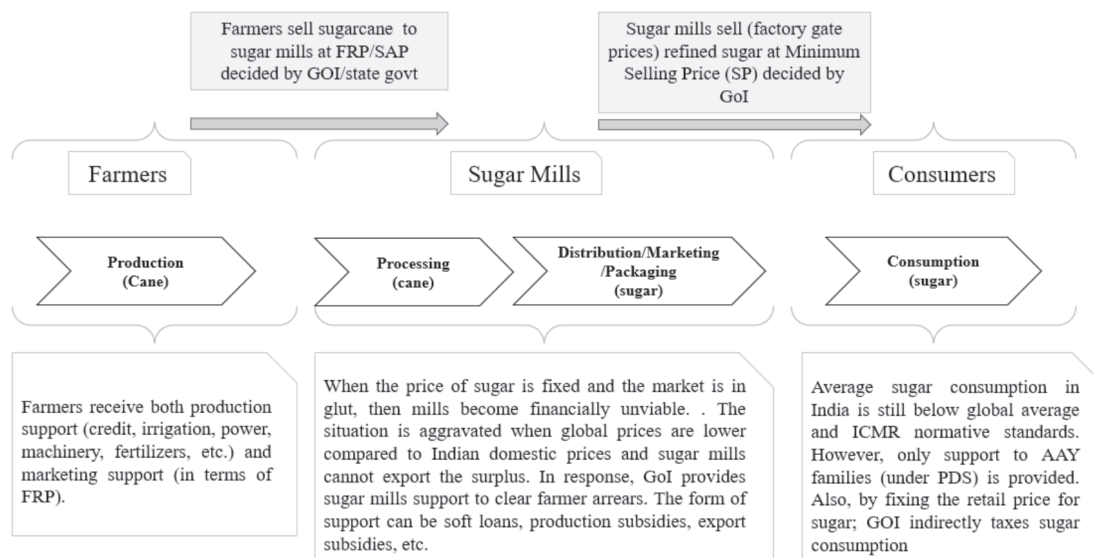 Farmers sell sugarcane to
sugar mills at FRP/SAP
decided by GOI/state govt
Sugar mills sell (factory gate
prices) refined sugar at Minimum
Selling Price (SP) decided by
GoI
Farmers
Sugar Mills
Consumers
Production
(Cane)
Processing
(cane)
Distribution/Marketing
/Packaging
(sugar)
Consumption
(sugar)
Farmers receive both production
support (credit, irrigation, power,
machinery, fertilizers, etc.) and
marketing support (in terms of
FRP).
When the price of sugar is fixed and the market is in
glut, then mills become financially unviable. . The
situation is aggravated when global prices are lower
compared to Indian domestic prices and sugar mills
cannot export the surplus. In response, GoI provides
sugar mills support to clear farmer arrears. The form of
support can be soft loans, production subsidies, export
subsidies, etc.
Average sugar consumption in
India is still below global average
and ICMR normative standards.
However, only support to AAY
families (under PDS) is provided.
Also, by fixing the retail price for
sugar; GOI indirectly taxes sugar
consumption